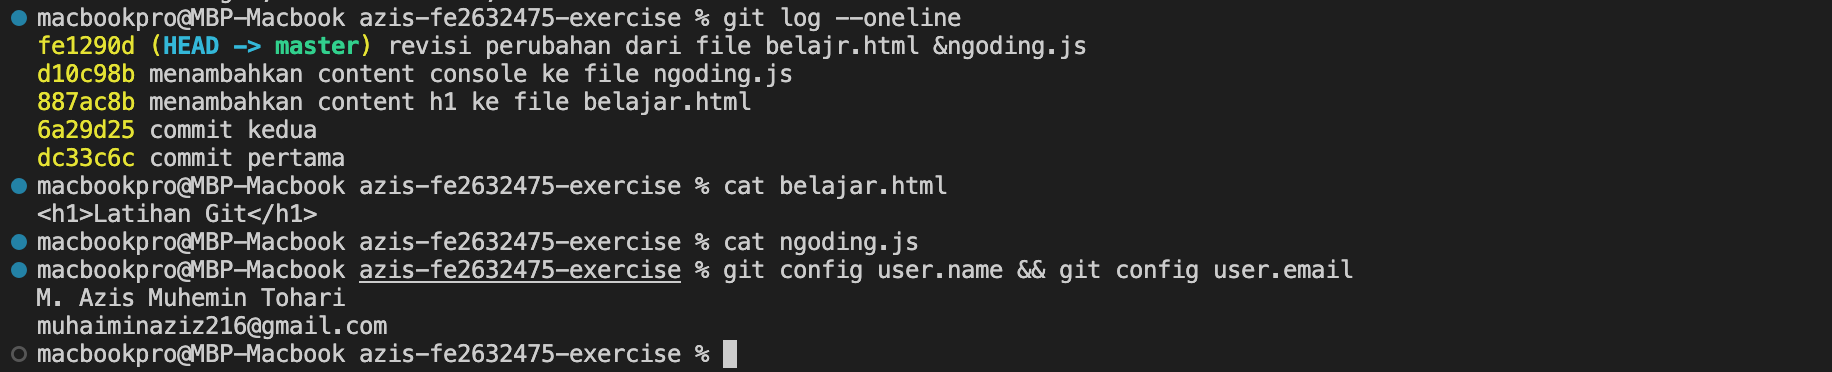 macbookpro@MBP-Macbook azis-fe2632475-exercise % git log --oneline
fe1290d (HEAD -> master) revisi perubahan dari file belajr.html &ngoding.js
d10c98b menambahkan content console ke file ngoding.js
887ac8b menambahkan content h1 ke file belajar.html
6a29d25 commit kedua
dc33c6c commit pertama
macbookpro@MBP-Macbook azis-fe2632475-exercise % cat belajar.html
<h1>Latihan Git</h1>
macbookpro@MBP-Macbook azis-fe2632475-exercise % cat ngoding.js
macbookpro@MBP-Macbook azis-fe2632475-exercise % git config user.name && git config user.email
M. Azis Muhemin Tohari
muhaiminaziz216@gmail.com
macbookpro@MBP-Macbook azis-fe2632475-exercise %